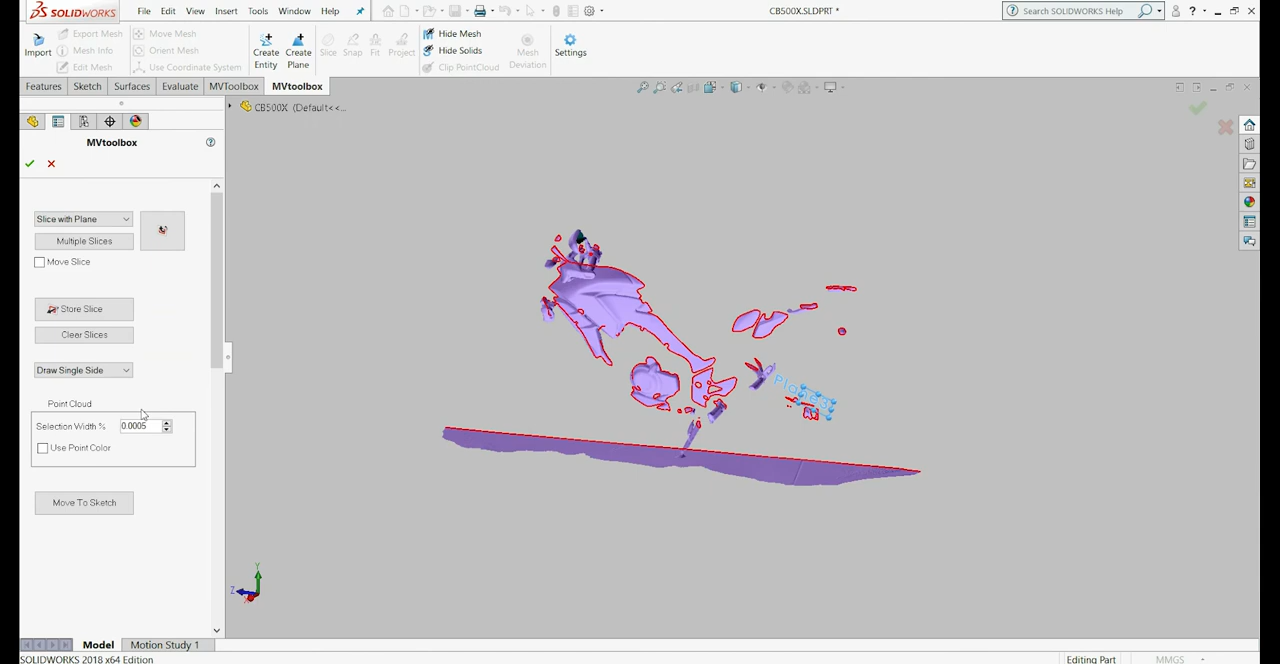 SOLIDWORKS File Edit View Insert Tools Window Help CB500X.SLDPRT * Search SOLIDWORKS Help ?
Import Export Mesh Mesh Info Edit Mesh Move Mesh Orient Mesh Use Coordinate System Create Entity Create Plane Slice Snap Fit Project Hide Mesh Hide Solids Clip PointCloud Mesh Deviation Settings
Features Sketch Surfaces Evaluate MVToolbox MVtoolbox
CB500X (Default<<...
MVtoolbox
Slice with Plane
Multiple Slices
Move Slice
Store Slice
Clear Slices
Draw Single Side
Plane3
Point Cloud
Selection Width % 0.0005
Use Point Color
Move To Sketch
Y
Z
Model Motion Study 1
SOLIDWORKS 2018 x64 Edition Editing Part MMGS